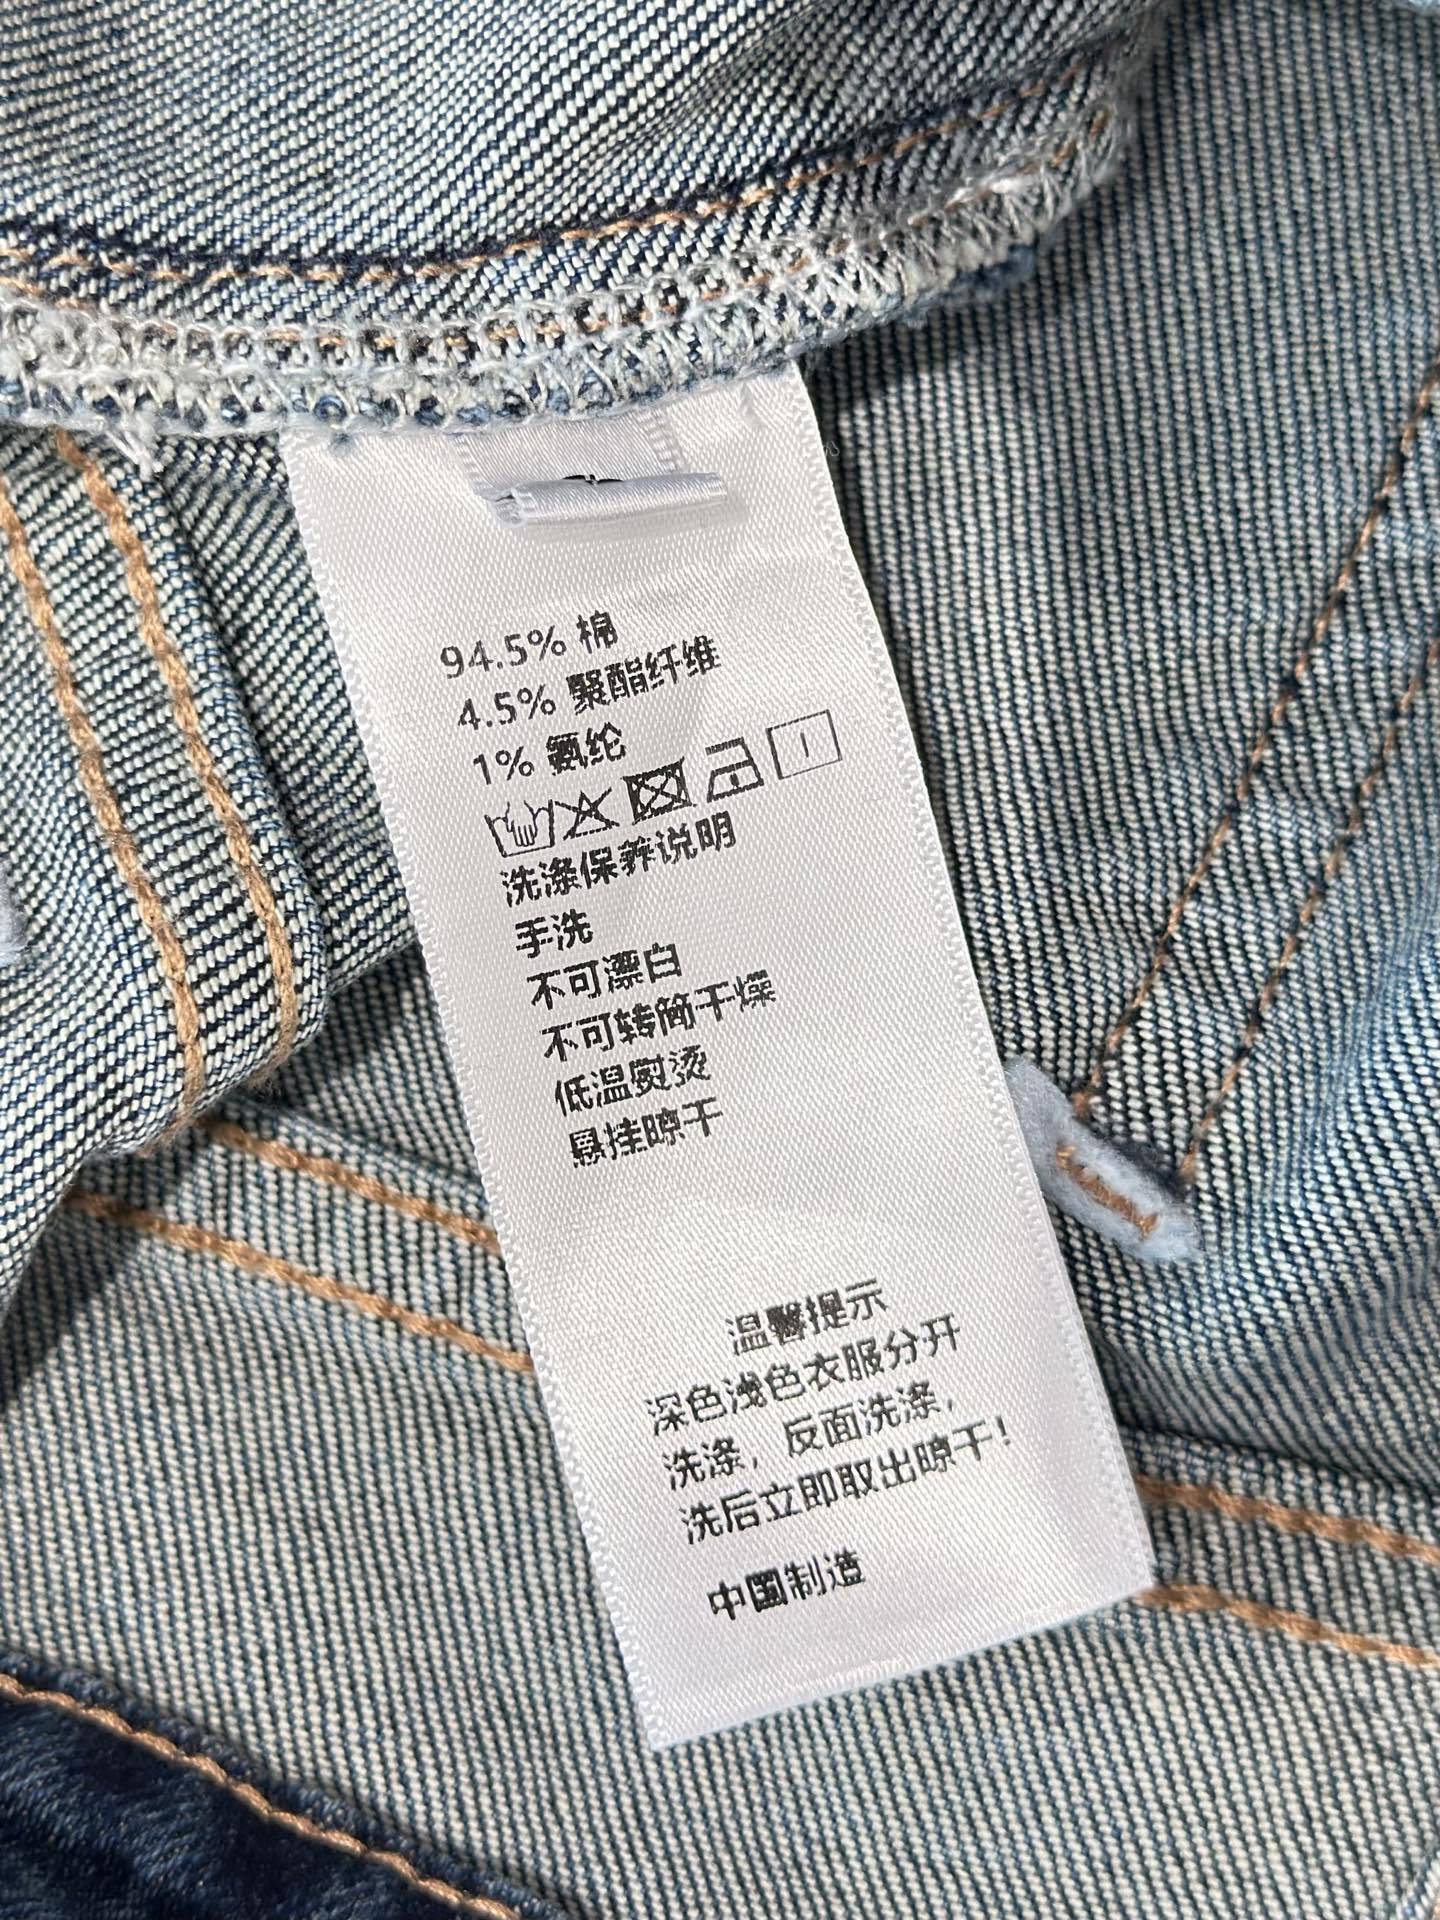 94.5% 棉
4.5% 聚酯纤维
1% 氨纶
洗涤保养说明
手洗
不可漂白
不可转筒干燥
低温熨烫
悬挂晾干
温馨提示
深色浅色衣服分开
洗涤，反面洗涤，
洗后立即取出晾干！
中国制造